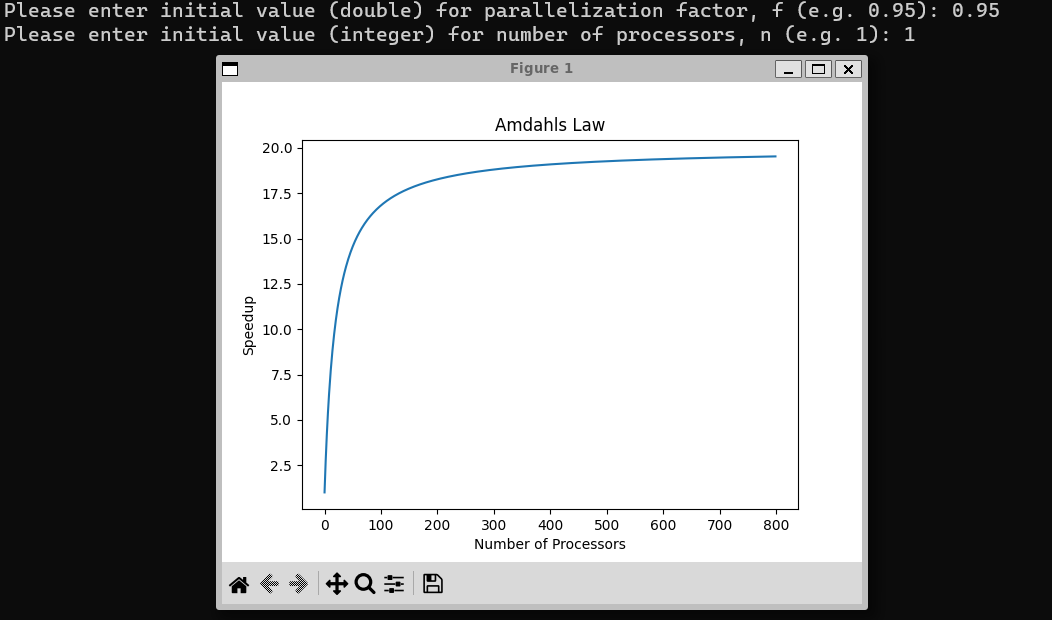 Please enter initial value (double) for parallelization factor, f (e.g. 0.95): 0.95
Please enter initial value (integer) for number of processors, n (e.g. 1): 1
Figure 1
Amdahls Law
20.0
17.5
15.0
12.5
10.0
7.5
5.0
2.5
Speedup
0 100 200 300 400 500 600 700 800
Number of Processors